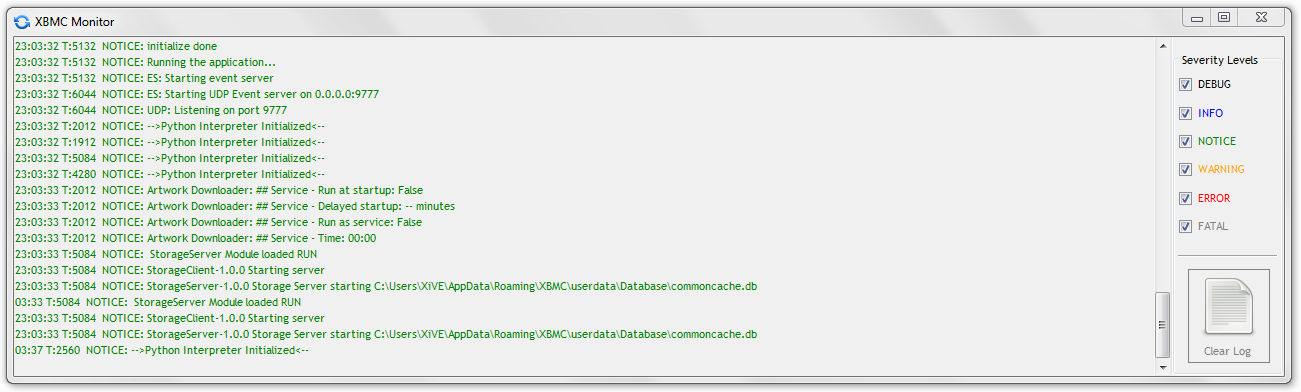 XBMC Monitor
23:03:32 T:5132 NOTICE: initialize done
23:03:32 T:5132 NOTICE: Running the application...
23:03:32 T:5132 NOTICE: ES: Starting event server
23:03:32 T:6044 NOTICE: ES: Starting UDP Event server on 0.0.0.0:9777
23:03:32 T:6044 NOTICE: UDP: Listening on port 9777
23:03:32 T:2012 NOTICE: -->Python Interpreter Initialized<--
23:03:32 T:1912 NOTICE: -->Python Interpreter Initialized<--
23:03:32 T:5084 NOTICE: -->Python Interpreter Initialized<--
23:03:32 T:4280 NOTICE: -->Python Interpreter Initialized<--
23:03:33 T:2012 NOTICE: Artwork Downloader: ## Service - Run at startup: False
23:03:33 T:2012 NOTICE: Artwork Downloader: ## Service - Delayed startup: -- minutes
23:03:33 T:2012 NOTICE: Artwork Downloader: ## Service - Run as service: False
23:03:33 T:2012 NOTICE: Artwork Downloader: ## Service - Time: 00:00
23:03:33 T:5084 NOTICE: StorageServer Module loaded RUN
23:03:33 T:5084 NOTICE: StorageClient-1.0.0 Starting server
23:03:33 T:5084 NOTICE: StorageServer-1.0.0 Storage Server starting C:\Users\XiVE\AppData\Roaming\XBMC\userdata\Database\commoncache.db
03:33 T:5084 NOTICE: StorageServer Module loaded RUN
23:03:33 T:5084 NOTICE: StorageClient-1.0.0 Starting server
23:03:33 T:5084 NOTICE: StorageServer-1.0.0 Storage Server starting C:\Users\XiVE\AppData\Roaming\XBMC\userdata\Database\commoncache.db
03:37 T:2560 NOTICE: -->Python Interpreter Initialized<--
Severity Levels
DEBUG
INFO
NOTICE
WARNING
ERROR
FATAL
Clear Log